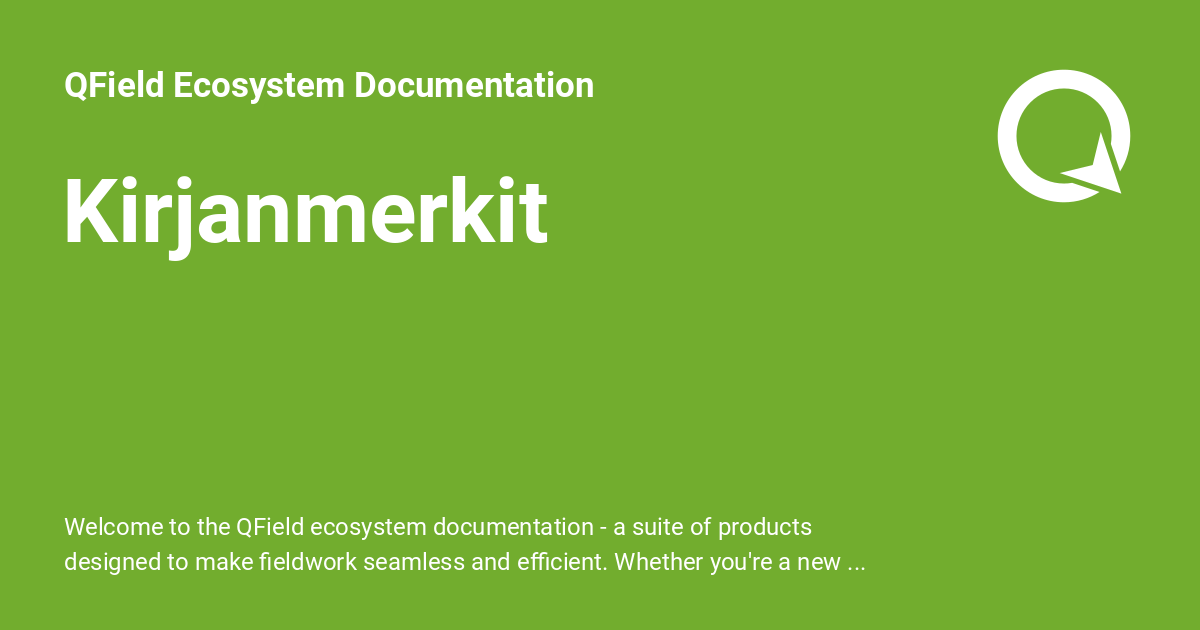 QField Ecosystem Documentation
Kirjanmerkit
Welcome to the QField ecosystem documentation - a suite of products
designed to make fieldwork seamless and efficient. Whether you're a new ...